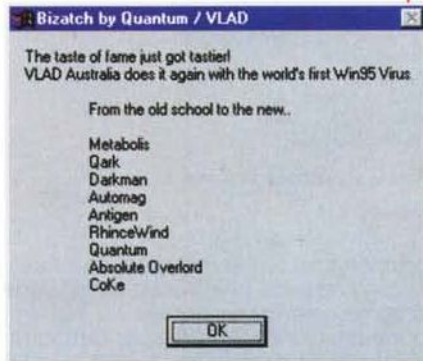 Bizatch by Quantum / VLAD
The taste of fame just got tastier!
VLAD Australia does it again with the world's first Win95 Virus
From the old school to the new..
Metabolis
Qark
Darkman
Automag
Antigen
RhinceWind
Quantum
Absolute Overlord
CoKe
OK